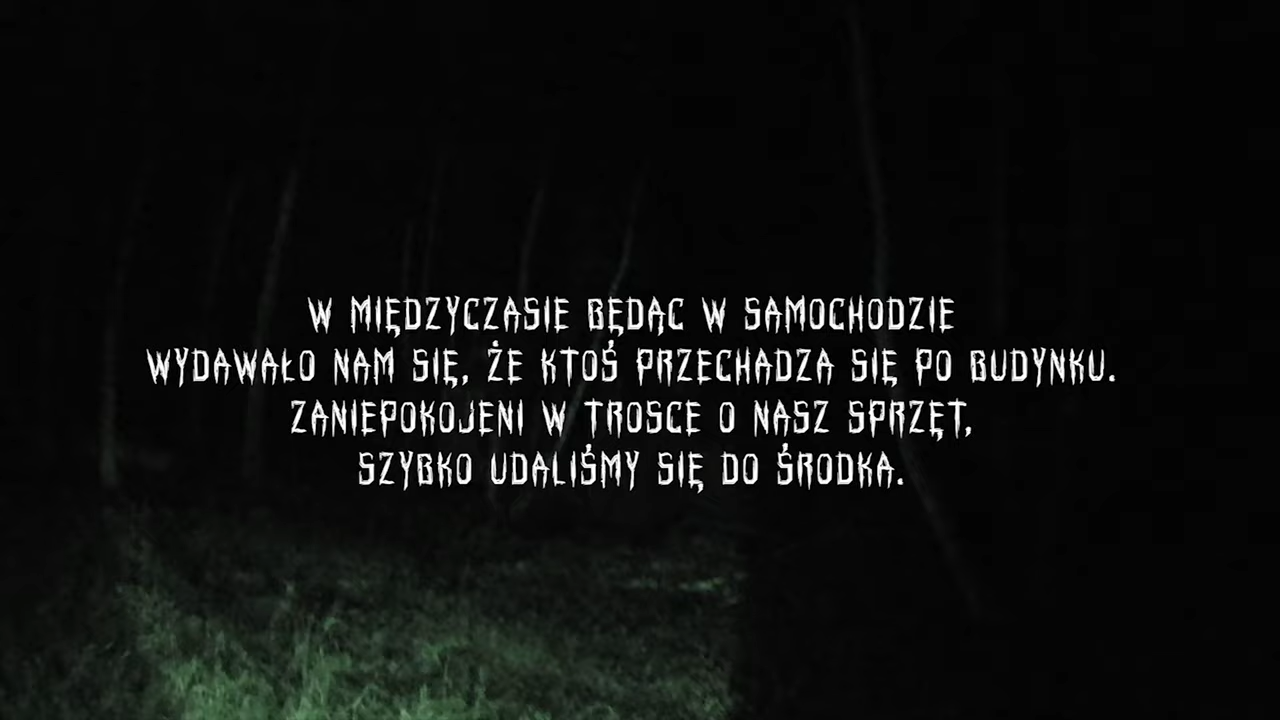 W MIĘDZYCZASIE BĘDĄC W SAMOCHODZIE
WYDAWAŁO NAM SIĘ, ŻE KTOŚ PRZECHADZA SIĘ PO BUDYNKU.
ZANIEPOKOJENI W TROSCE O NASZ SPRZĘT,
SZYBKO UDALIŚMY SIĘ DO ŚRODKA.